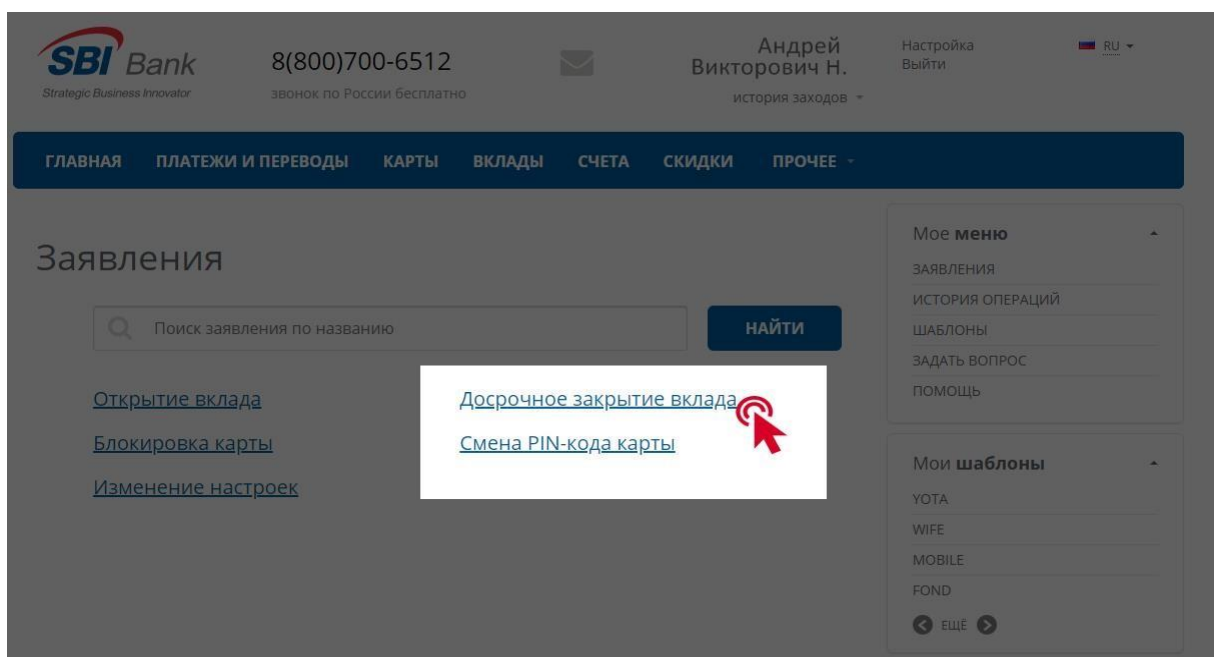 SBI Bank
Strategic Business Innovator
8(800)700-6512
звонок по России бесплатно
Андрей
Викторович Н.
история заходов
Настройка
Выйти
RU
ГЛАВНАЯ ПЛАТЕЖИ И ПЕРЕВОДЫ КАРТЫ ВКЛАДЫ СЧЕТА СКИДКИ ПРОЧЕЕ
Заявления
Поиск заявления по названию
НАЙТИ
Открытие вклада
Досрочное закрытие вклада
Блокировка карты
Смена PIN-кода карты
Изменение настроек
Мое меню
ЗАЯВЛЕНИЯ
ИСТОРИЯ ОПЕРАЦИЙ
ШАБЛОНЫ
ЗАДАТЬ ВОПРОС
ПОМОЩЬ
Мои шаблоны
YOTA
WIFE
MOBILE
FOND
ЕЩЁ